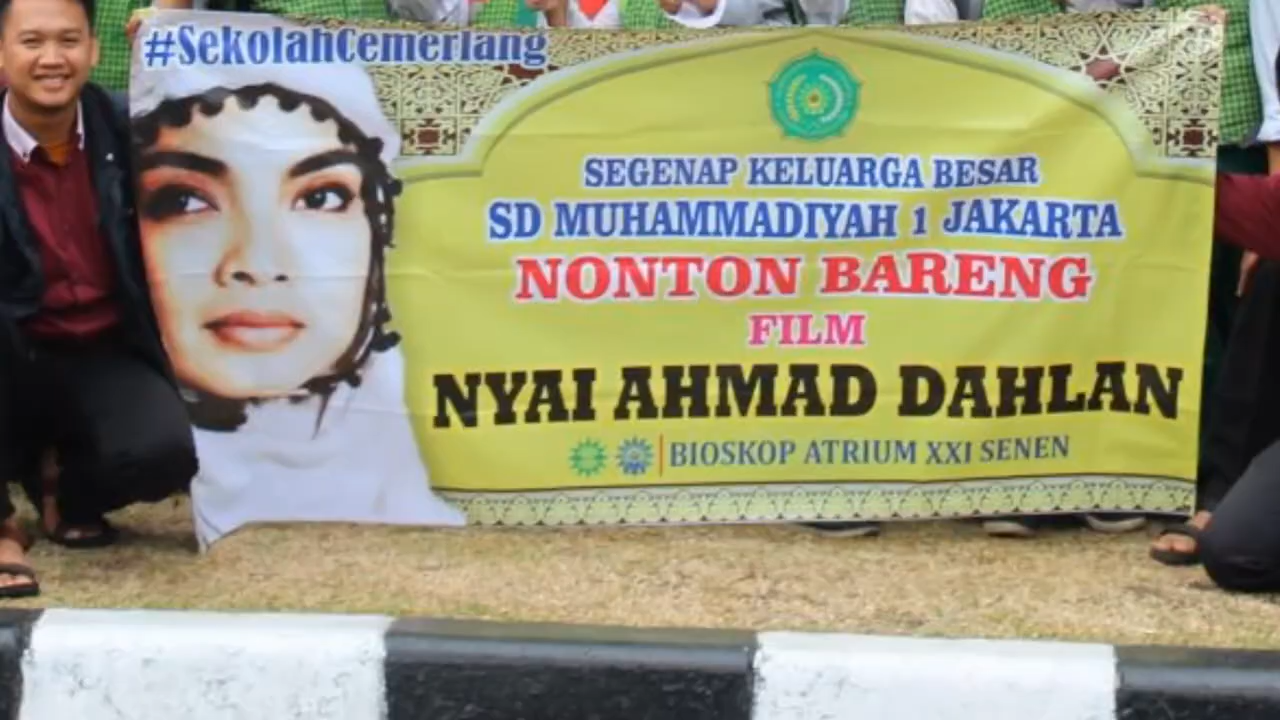 #SekolahCemerlang
SEGENAP KELUARGA BESAR
SD MUHAMMADIYAH 1 JAKARTA
NONTON BARENG
FILM
NYAI AHMAD DAHLAN
BIOSKOP ATRIUM XXI SENEN